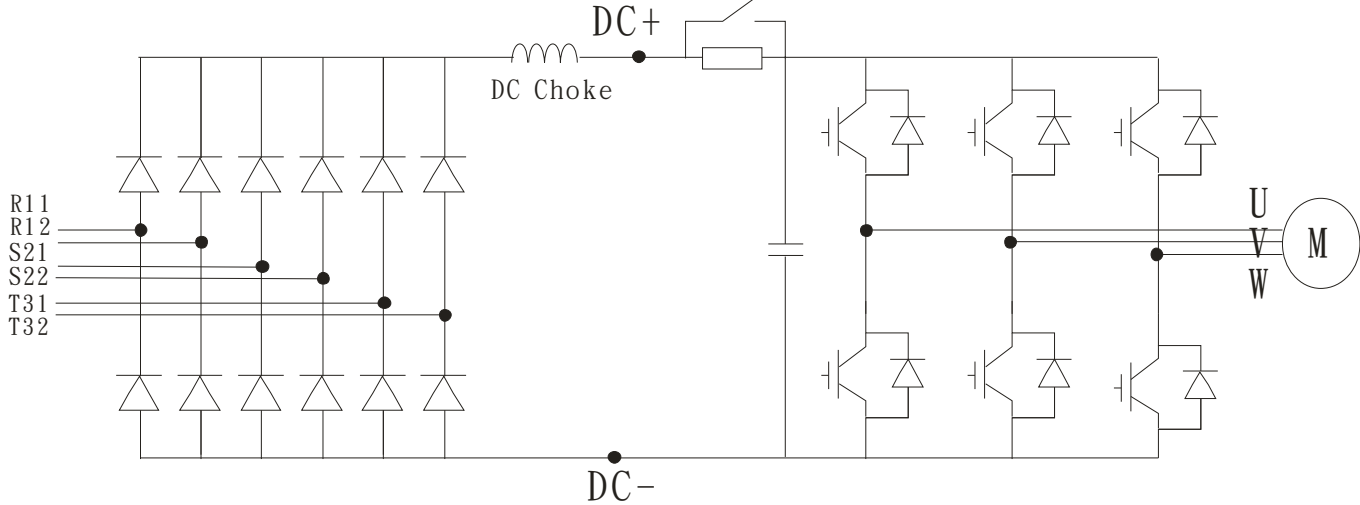 DC+
DC Choke
R11
R12
S21
S22
T31
T32
U
V
W
M
DC-